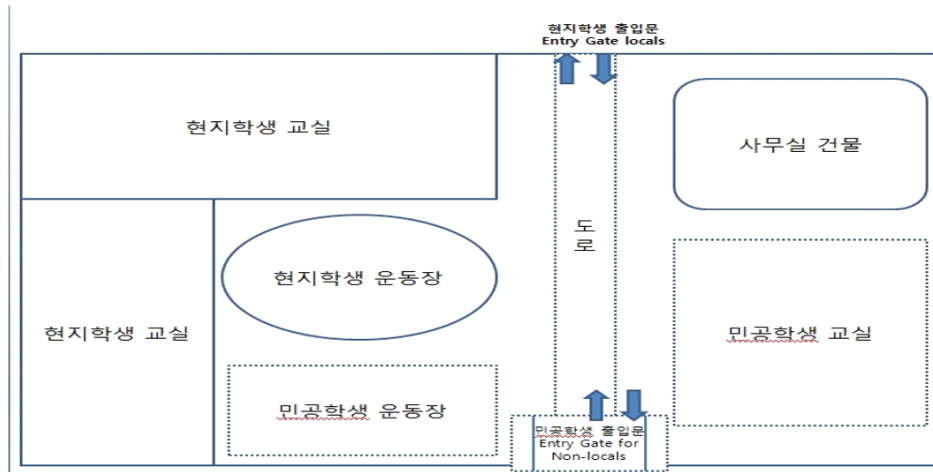 현지학생 출입문
Entry Gate locals
현지학생 교실
사무실 건물
도
로
현지학생 운동장
현지학생 교실
민공학생 교실
민공학생 운동장
민공학생 출입문
Entry Gate for
Non-locals